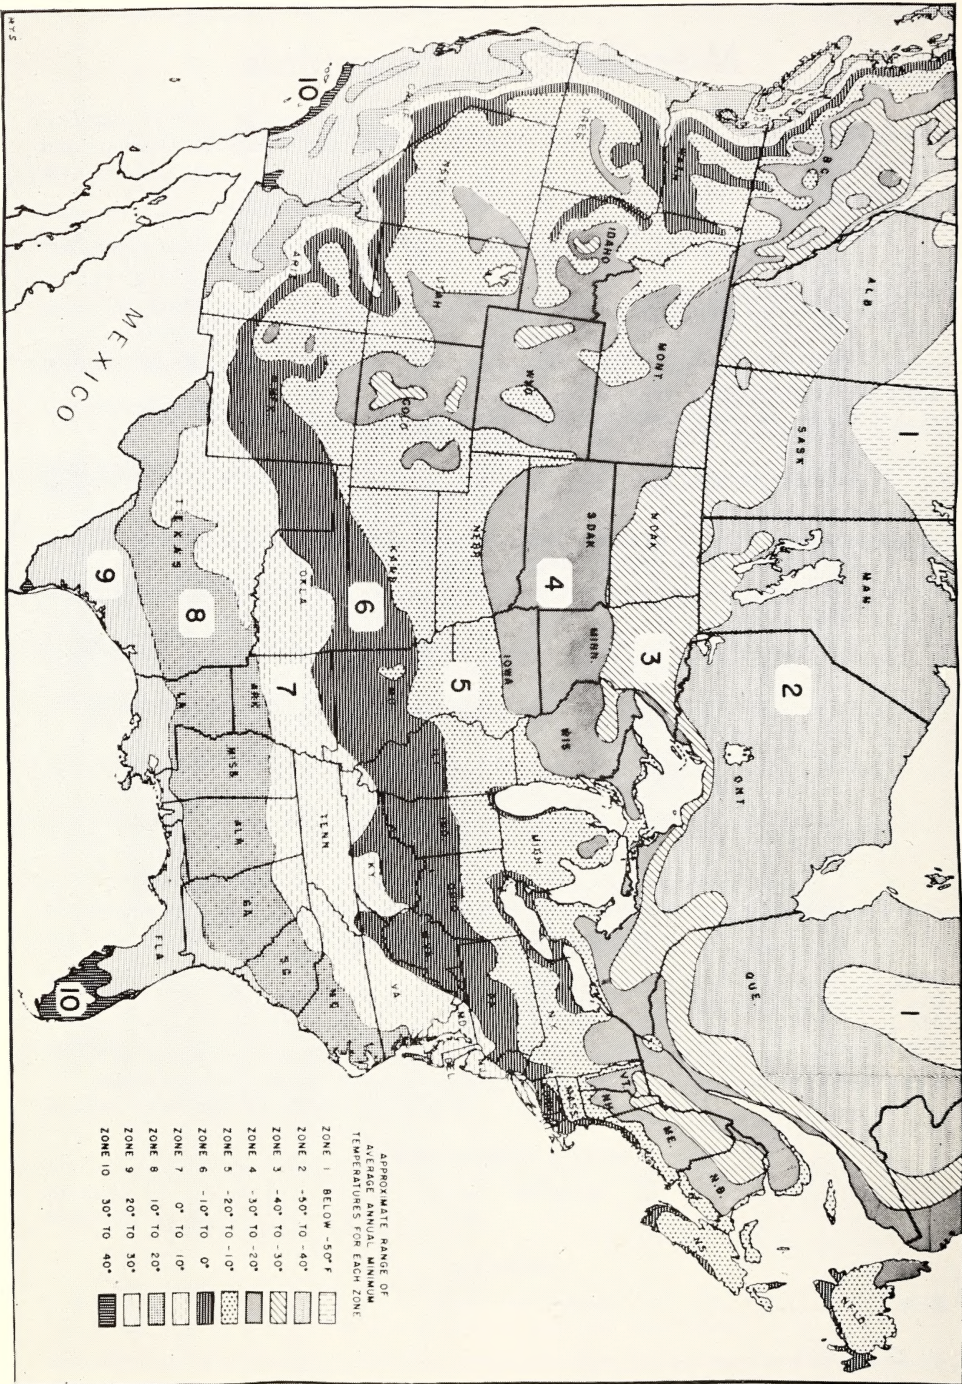 H.Y.S.
10
WASH
OREG
CAL
NEV
IDAHO
UTAH
ARIZ
MONT.
WYO
COLO
N MEX
MEXICO
B C
ALB.
SASK
MAN.
ONT
QUE.
1
1
2
3
4
5
6
7
8
9
10
N DAK
S DAK
NEBR
KANS
OKLA
TEXAS
MINN
IOWA
MO
ARK
LA
WIS
ILL
MICH
IND
OHIO
KY
TENN
MISS
ALA
GA
FLA
S C
N C
VA
W VA
PA
N Y
MD
DEL
N J
MASS
VT
N H
ME.
N.B.
N S
NFLD
APPROXIMATE RANGE OF
AVERAGE ANNUAL MINIMUM
TEMPERATURES FOR EACH ZONE
ZONE 1 BELOW -50° F
ZONE 2 -50° TO -40°
ZONE 3 -40° TO -30°
ZONE 4 -30° TO -20°
ZONE 5 -20° TO -10°
ZONE 6 -10° TO 0°
ZONE 7 0° TO 10°
ZONE 8 10° TO 20°
ZONE 9 20° TO 30°
ZONE 10 30° TO 40°